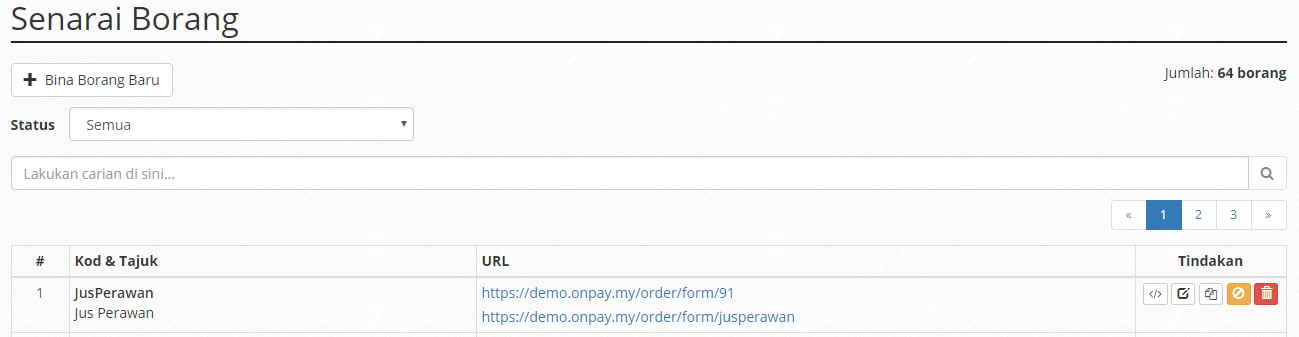 Senarai Borang
Bina Borang Baru
Jumlah: 64 borang
Status Semua
Lakukan carian di sini...
« 1 2 3 »
# Kod & Tajuk URL Tindakan
1 JusPerawan https://demo.onpay.my/order/form/91
Jus Perawan https://demo.onpay.my/order/form/jusperawan